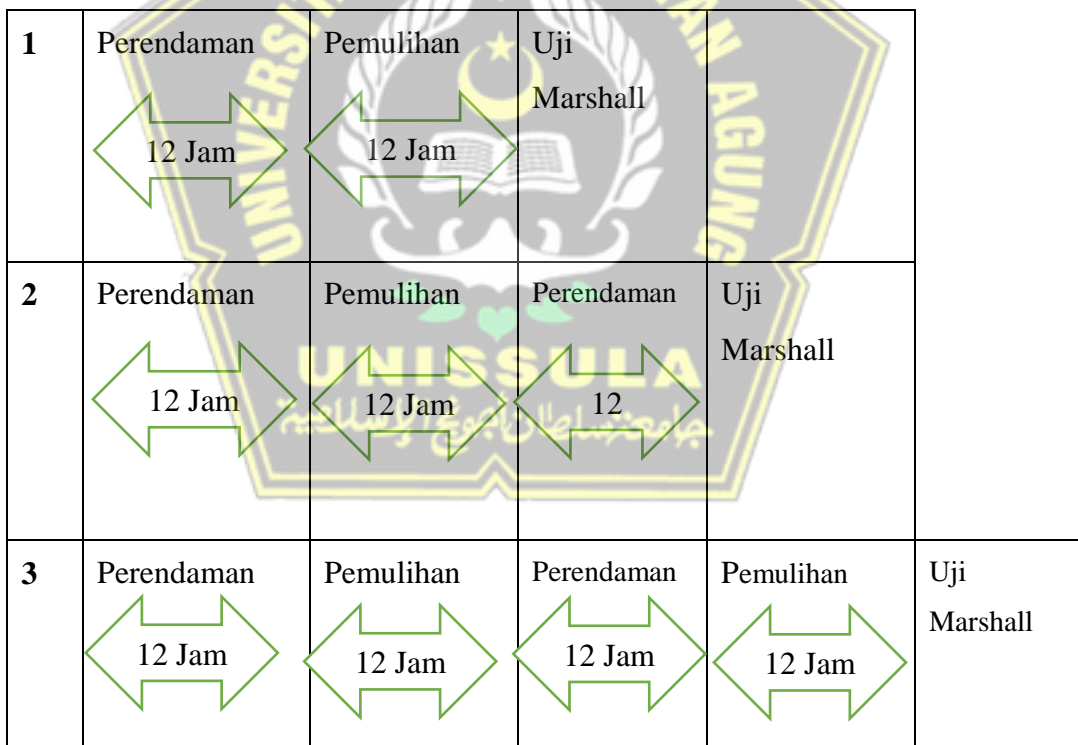 1 Perendaman Pemulihan Uji
Marshall
12 Jam 12 Jam
2 Perendaman Pemulihan Perendaman Uji
Marshall
12 Jam 12 Jam 12
3 Perendaman Pemulihan Perendaman Pemulihan Uji
Marshall
12 Jam 12 Jam 12 Jam 12 Jam
UNISSULA
AGUNG